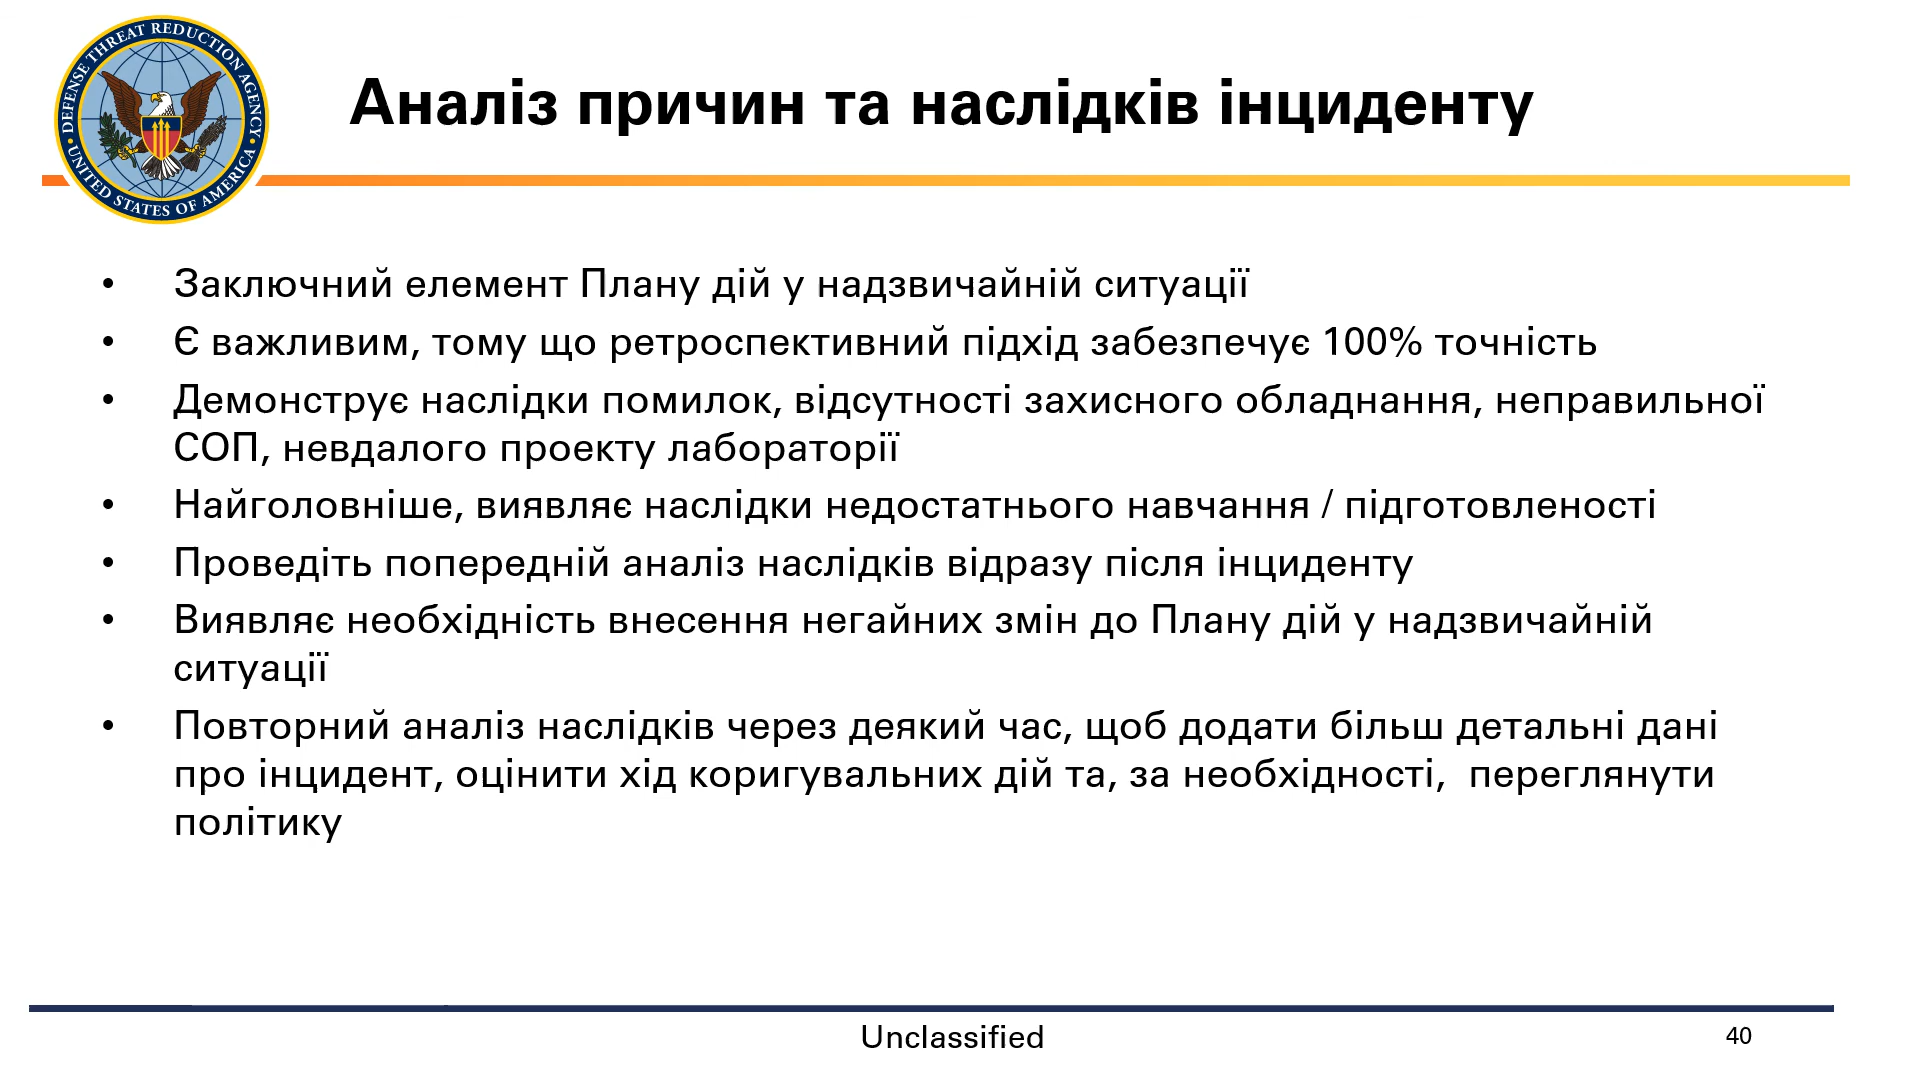 DEFENSE THREAT REDUCTION AGENCY
UNITED STATES OF AMERICA
Аналіз причин та наслідків інциденту
• Заключний елемент Плану дій у надзвичайній ситуації
• Є важливим, тому що ретроспективний підхід забезпечує 100% точність
• Демонструє наслідки помилок, відсутності захисного обладнання, неправильної
СОП, невдалого проекту лабораторії
• Найголовніше, виявляє наслідки недостатнього навчання / підготовленості
• Проведіть попередній аналіз наслідків відразу після інциденту
• Виявляє необхідність внесення негайних змін до Плану дій у надзвичайній
ситуації
• Повторний аналіз наслідків через деякий час, щоб додати більш детальні дані
про інцидент, оцінити хід коригувальних дій та, за необхідності,  переглянути
політику
Unclassified
40